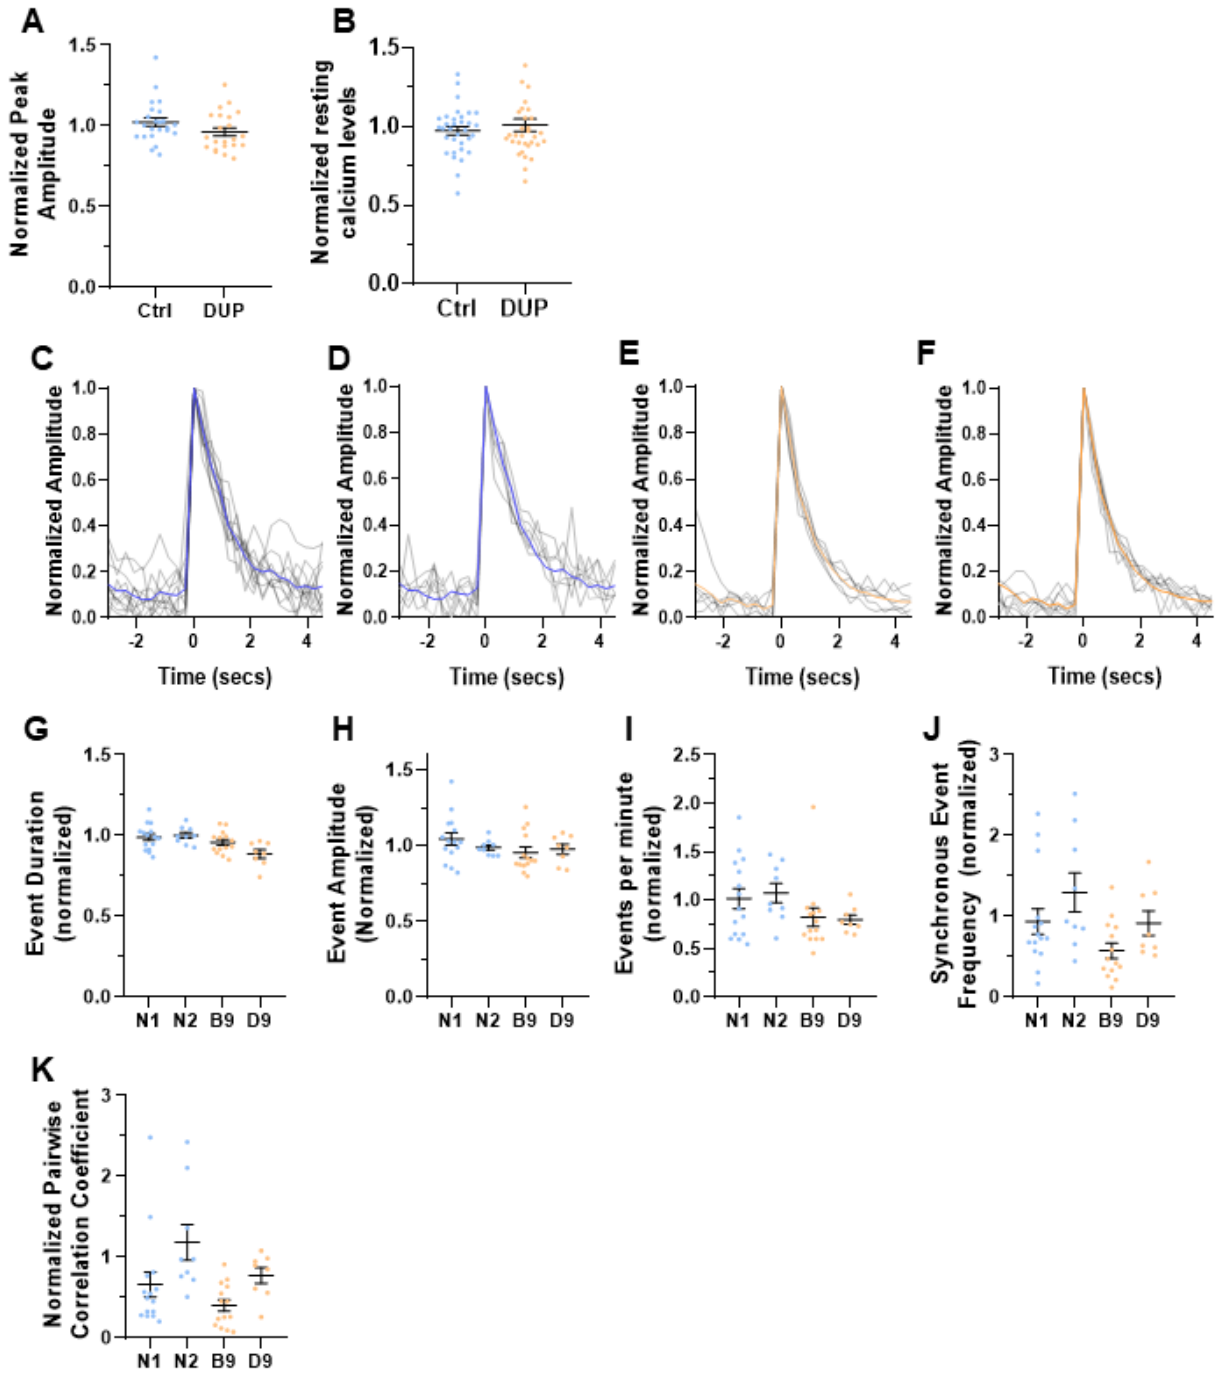 A
Normalized Peak
Amplitude
1.5
1.0
0.5
0.0
Ctrl DUP
B
Normalized resting
calcium levels
1.5
1.0
0.5
0.0
Ctrl DUP
C
Normalized Amplitude
1.0
0.8
0.6
0.4
0.2
0.0
-2 0 2 4
Time (secs)
D
Normalized Amplitude
1.0
0.8
0.6
0.4
0.2
0.0
-2 0 2 4
Time (secs)
E
Normalized Amplitude
1.0
0.8
0.6
0.4
0.2
0.0
-2 0 2 4
Time (secs)
F
Normalized Amplitude
1.0
0.8
0.6
0.4
0.2
0.0
-2 0 2 4
Time (secs)
G
Event Duration
(normalized)
1.5
1.0
0.5
0.0
N1 N2 B9 D9
H
Event Amplitude
(Normalized)
1.5
1.0
0.5
0.0
N1 N2 B9 D9
I
Events per minute
(normalized)
2.5
2.0
1.5
1.0
0.5
0.0
N1 N2 B9 D9
J
Synchronous Event
Frequency (normalized)
3
2
1
0
N1 N2 B9 D9
K
Normalized Pairwise
Correlation Coefficient
3
2
1
0
N1 N2 B9 D9